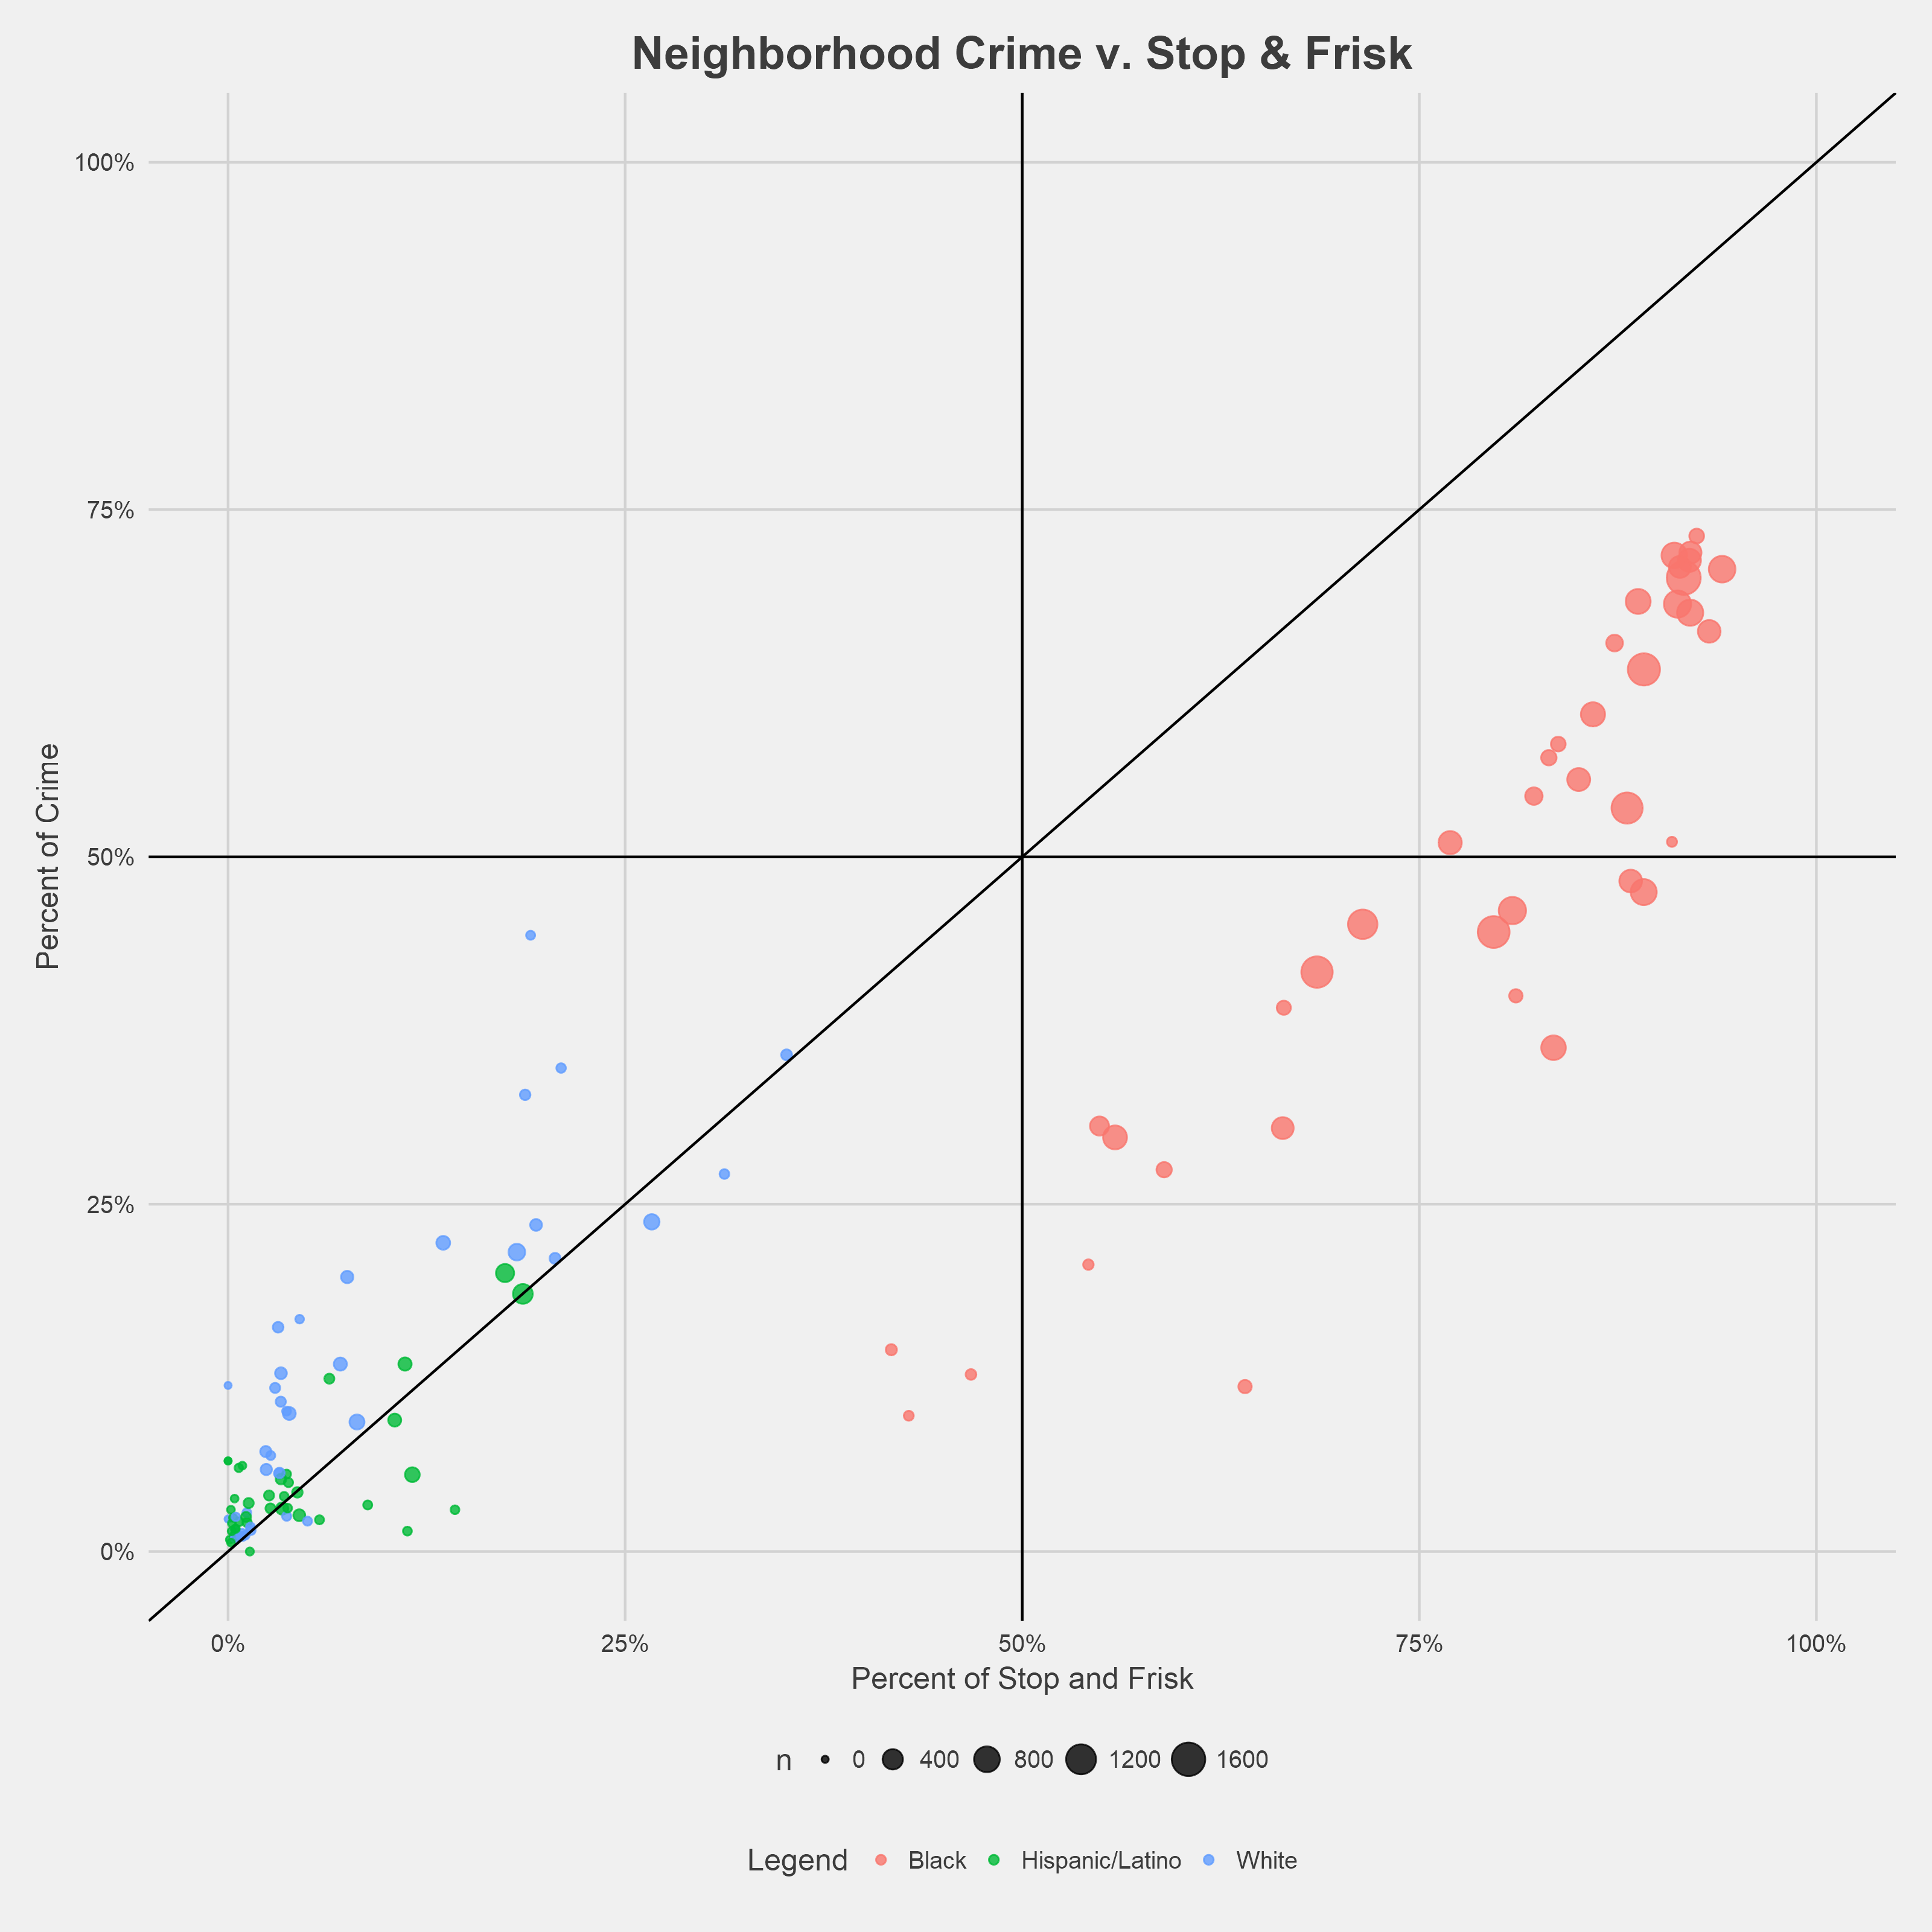 Neighborhood Crime v. Stop & Frisk
100%
75%
50%
25%
0%
Percent of Crime
0% 25% 50% 75% 100%
Percent of Stop and Frisk
n 0 400 800 1200 1600
Legend Black Hispanic/Latino White